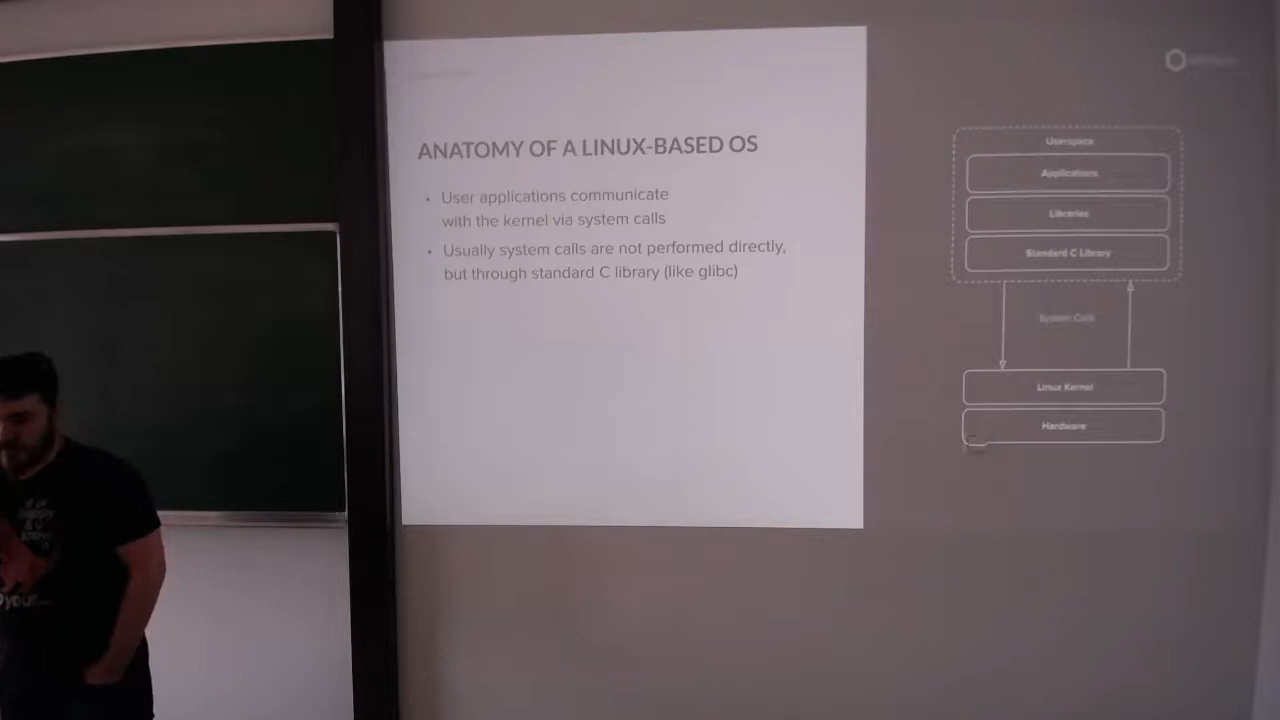 ANATOMY OF A LINUX-BASED OS
• User applications communicate
with the kernel via system calls
• Usually system calls are not performed directly,
but through standard C library (like glibc)
Userspace
Applications
Libraries
Standard C Library
System Calls
Linux Kernel
Hardware
your...